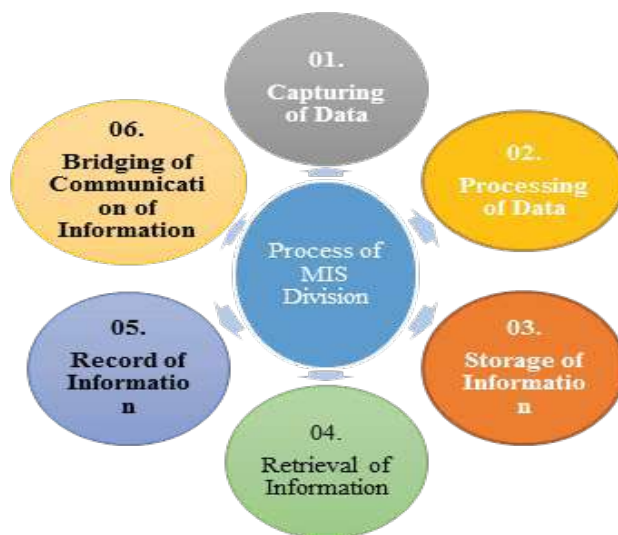 01.
Capturing
of Data
02.
Processing
of Data
03.
Storage of
Informatio
n
04.
Retrieval of
Information
05.
Record of
Informatio
n
06.
Bridging of
Communicati
on of
Information
Process of
MIS
Division